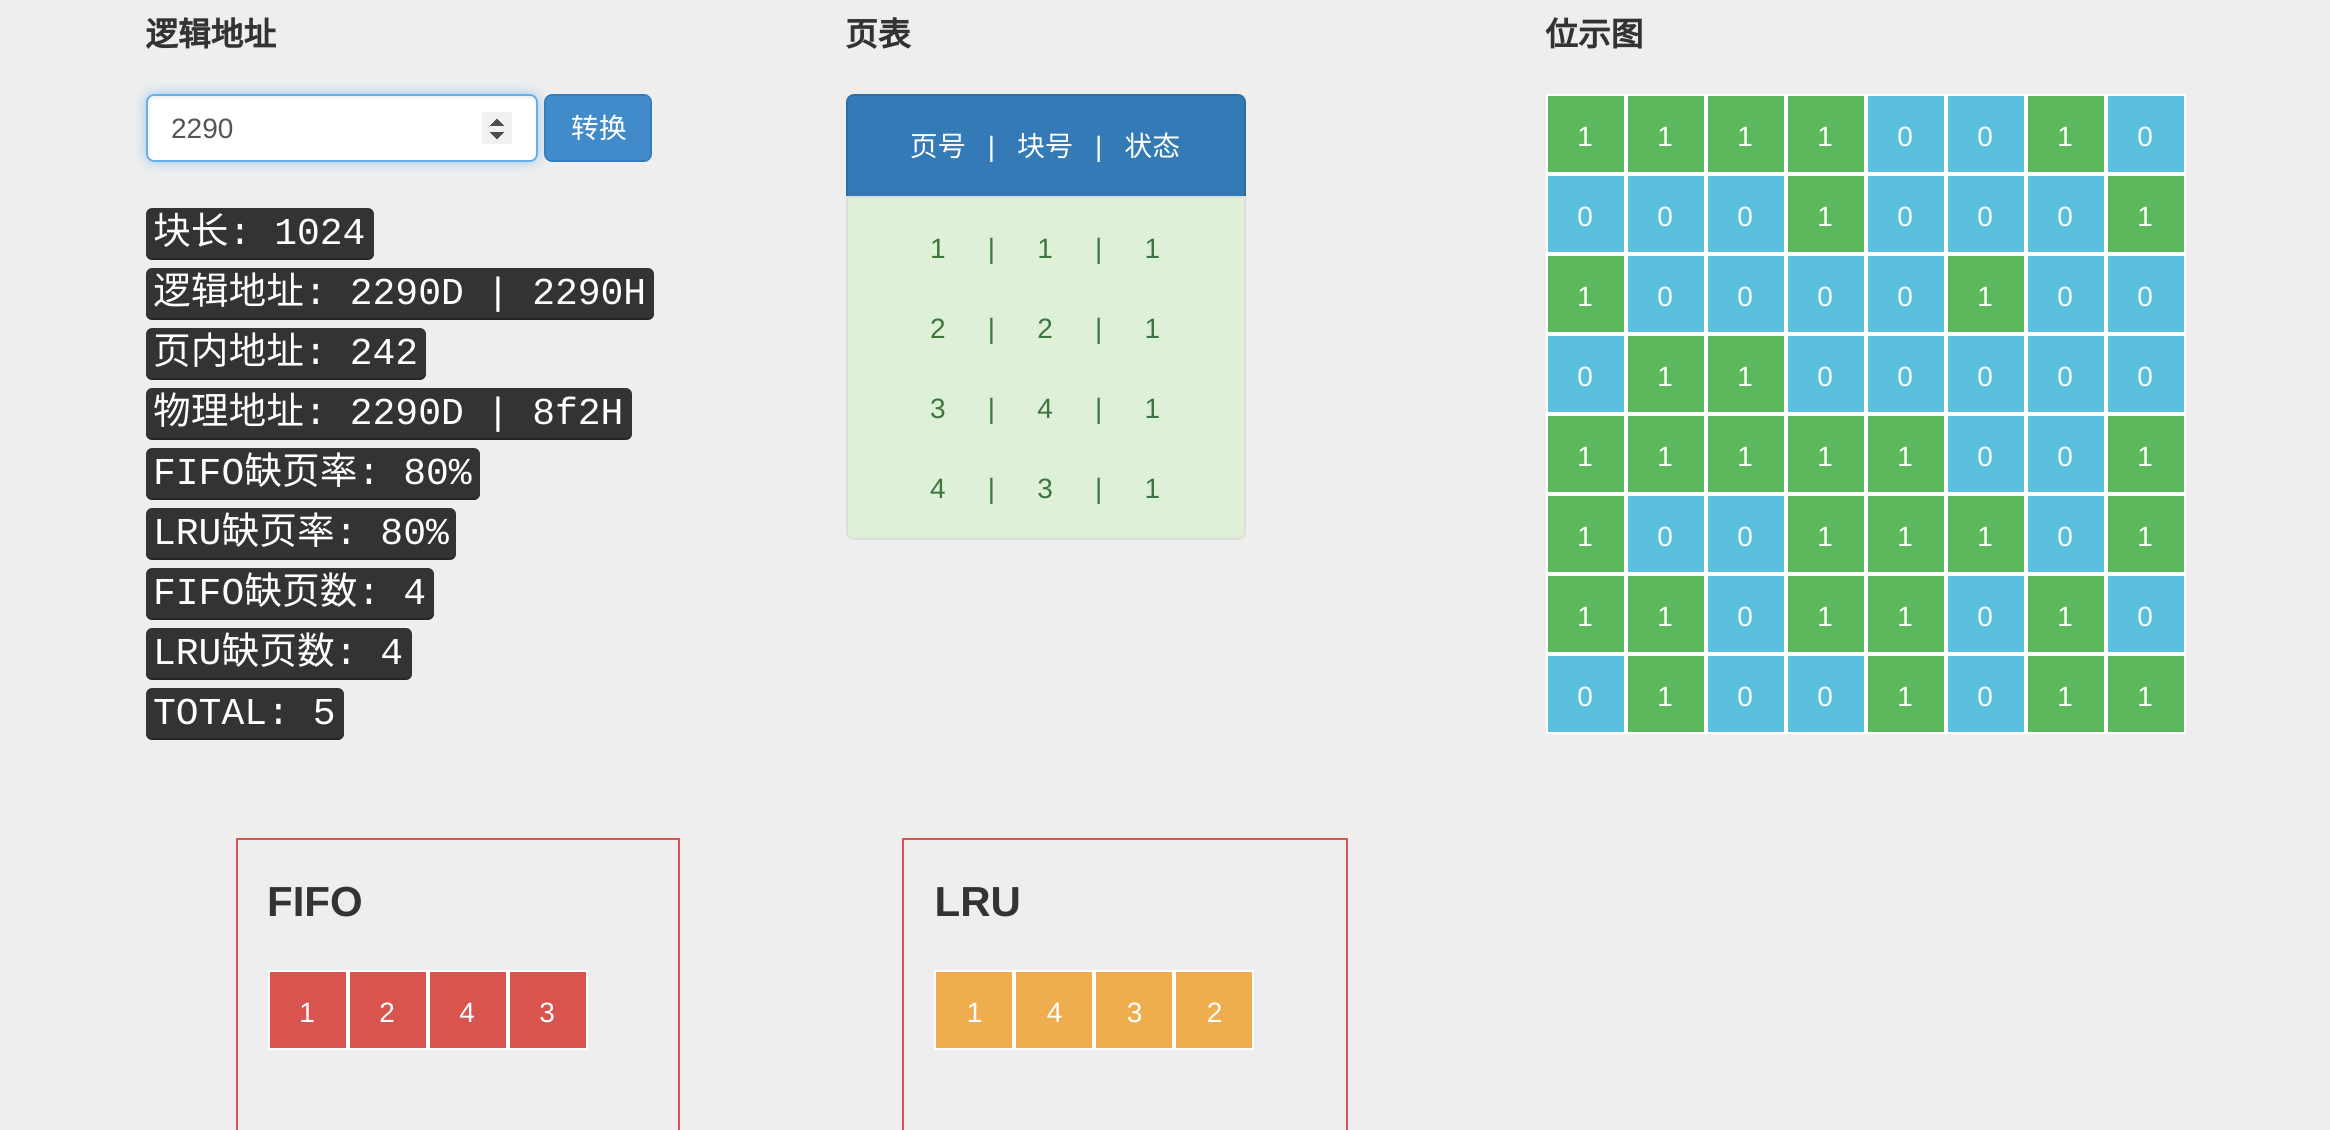 逻辑地址
2290 转换
块长: 1024
逻辑地址: 2290D | 2290H
页内地址: 242
物理地址: 2290D | 8f2H
FIFO缺页率: 80%
LRU缺页率: 80%
FIFO缺页数: 4
LRU缺页数: 4
TOTAL: 5
页表
页号 | 块号 | 状态
1 | 1 | 1
2 | 2 | 1
3 | 4 | 1
4 | 3 | 1
位示图
1 1 1 1 0 0 1 0
0 0 0 1 0 0 0 1
1 0 0 0 0 1 0 0
0 1 1 0 0 0 0 0
1 1 1 1 1 0 0 1
1 0 0 1 1 1 0 1
1 1 0 1 1 0 1 0
0 1 0 0 1 0 1 1
FIFO
1 2 4 3
LRU
1 4 3 2